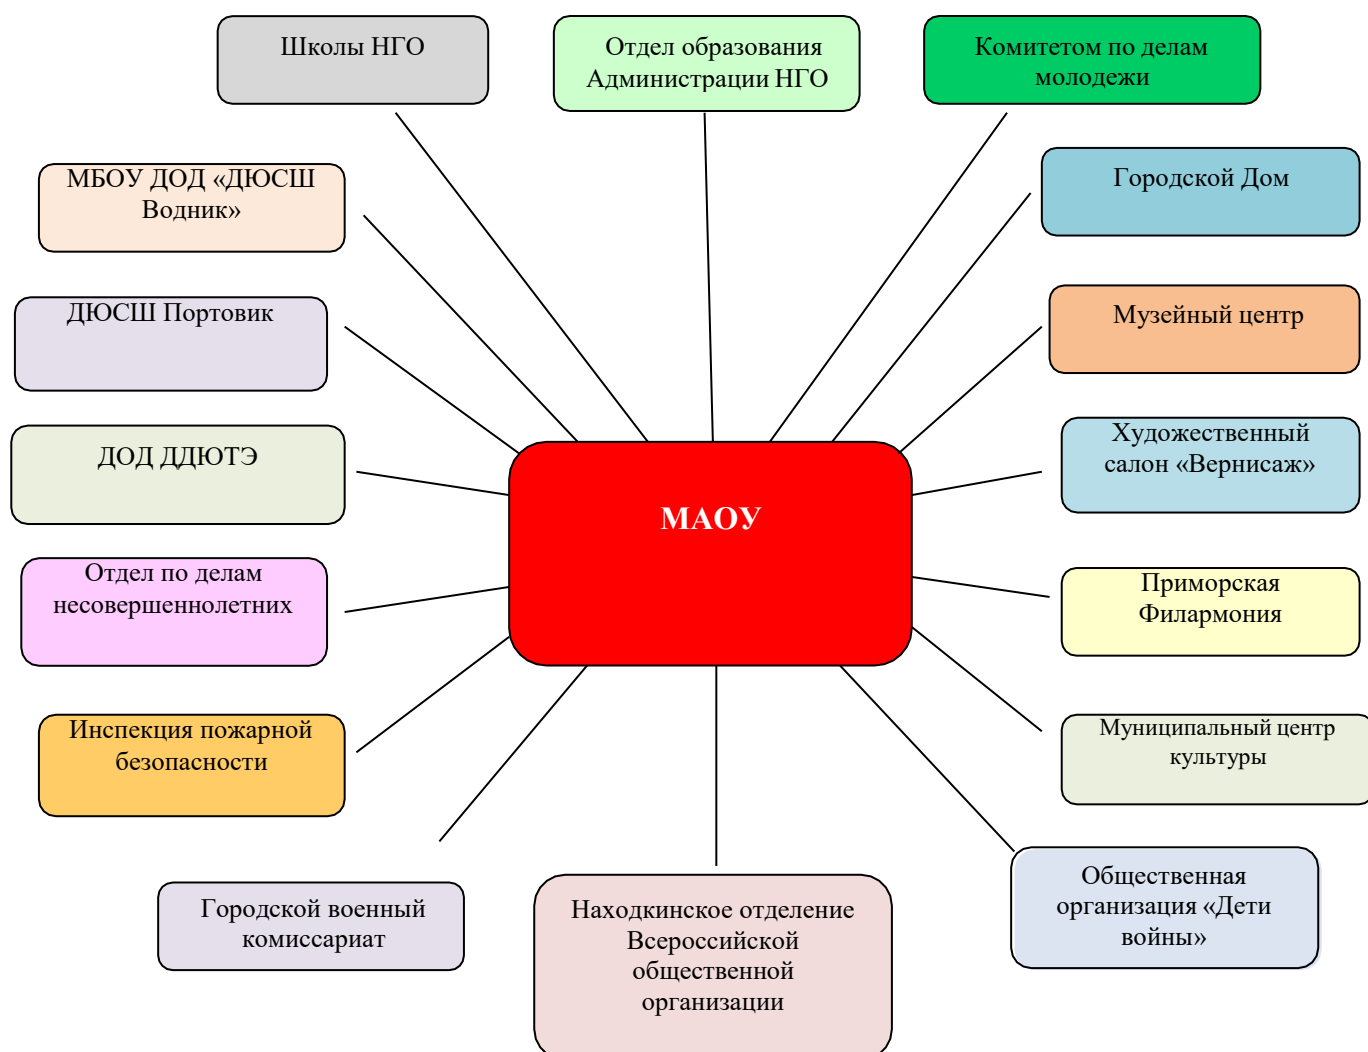 Школы НГО
Отдел образования
Администрации НГО
Комитетом по делам
молодежи
МБОУ ДОД «ДЮСШ
Водник»
Городской Дом
ДЮСШ Портовик
Музейный центр
ДОД ДДЮТЭ
Художественный
салон «Вернисаж»
МАОУ
Отдел по делам
несовершеннолетних
Приморская
Филармония
Инспекция пожарной
безопасности
Муниципальный центр
культуры
Городской военный
комиссариат
Находкинское отделение
Всероссийской
общественной
организации
Общественная
организация «Дети
войны»